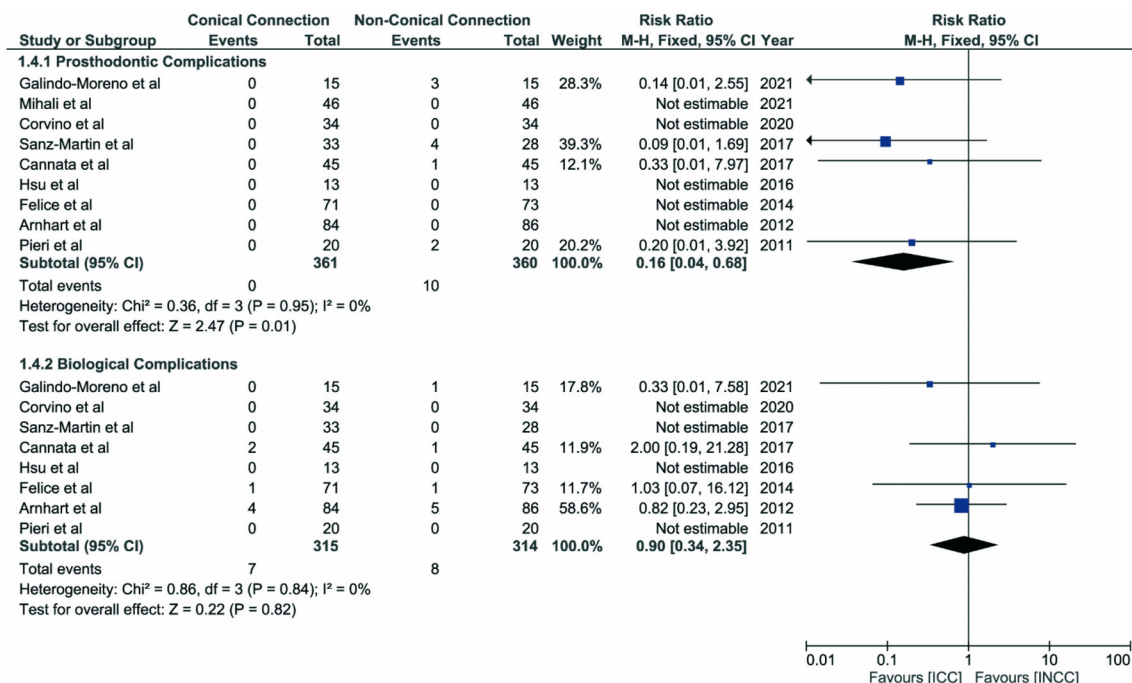 Conical Connection Non-Conical Connection Risk Ratio Risk Ratio
Study or Subgroup Events Total Events Total Weight M-H, Fixed, 95% CI Year M-H, Fixed, 95% CI
1.4.1 Prosthodontic Complications
Galindo-Moreno et al 0 15 3 15 28.3% 0.14 [0.01, 2.55] 2021
Mihali et al 0 46 0 46 Not estimable 2021
Corvino et al 0 34 0 34 Not estimable 2020
Sanz-Martin et al 0 33 4 28 39.3% 0.09 [0.01, 1.69] 2017
Cannata et al 0 45 1 45 12.1% 0.33 [0.01, 7.97] 2017
Hsu et al 0 13 0 13 Not estimable 2016
Felice et al 0 71 0 73 Not estimable 2014
Arnhart et al 0 84 0 86 Not estimable 2012
Pieri et al 0 20 2 20 20.2% 0.20 [0.01, 3.92] 2011
Subtotal (95% CI) 361 360 100.0% 0.16 [0.04, 0.68]
Total events 0 10
Heterogeneity: Chi² = 0.36, df = 3 (P = 0.95); I² = 0%
Test for overall effect: Z = 2.47 (P = 0.01)
1.4.2 Biological Complications
Galindo-Moreno et al 0 15 1 15 17.8% 0.33 [0.01, 7.58] 2021
Corvino et al 0 34 0 34 Not estimable 2020
Sanz-Martin et al 0 33 0 28 Not estimable 2017
Cannata et al 2 45 1 45 11.9% 2.00 [0.19, 21.28] 2017
Hsu et al 0 13 0 13 Not estimable 2016
Felice et al 1 71 1 73 11.7% 1.03 [0.07, 16.12] 2014
Arnhart et al 4 84 5 86 58.6% 0.82 [0.23, 2.95] 2012
Pieri et al 0 20 0 20 Not estimable 2011
Subtotal (95% CI) 315 314 100.0% 0.90 [0.34, 2.35]
Total events 7 8
Heterogeneity: Chi² = 0.86, df = 3 (P = 0.84); I² = 0%
Test for overall effect: Z = 0.22 (P = 0.82)
0.01 0.1 1 10 100
Favours [ICC] Favours [INCC]